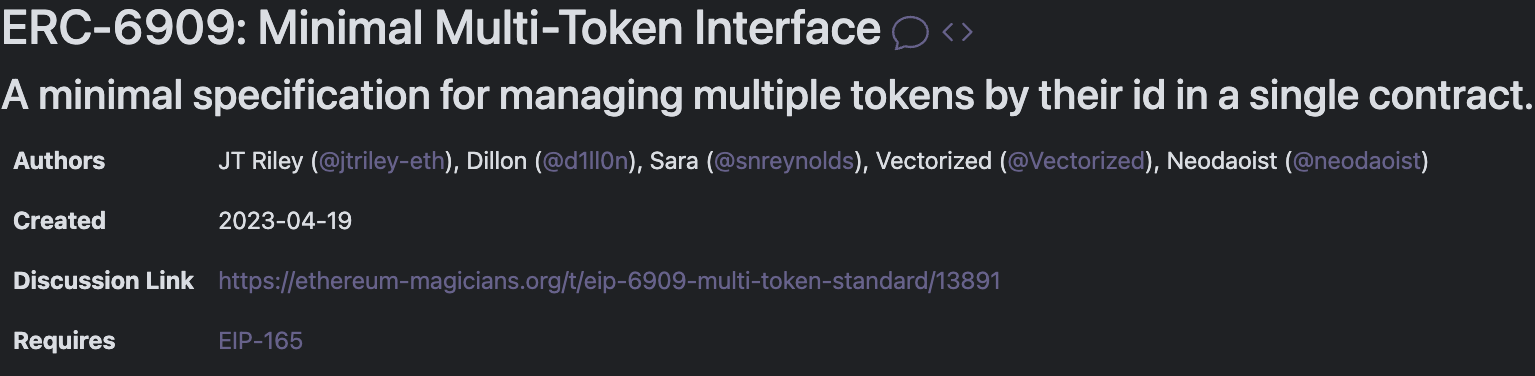 ERC-6909: Minimal Multi-Token Interface
A minimal specification for managing multiple tokens by their id in a single contract.
Authors JT Riley (@jtriley-eth), Dillon (@d1ll0n), Sara (@snreynolds), Vectorized (@Vectorized), Neodaoist (@neodaoist)
Created 2023-04-19
Discussion Link https://ethereum-magicians.org/t/eip-6909-multi-token-standard/13891
Requires EIP-165